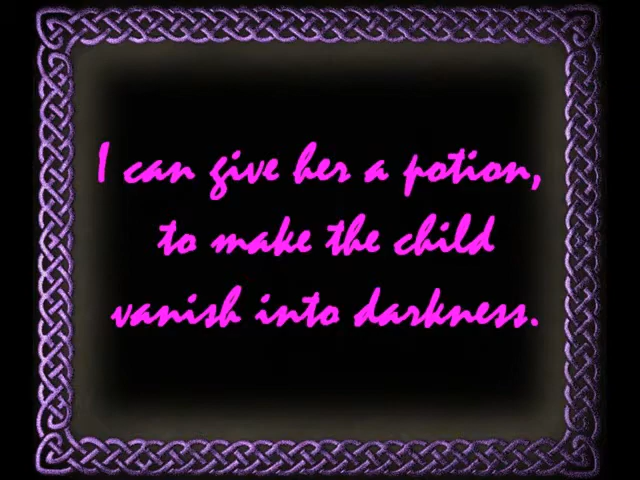 I can give her a potion,
to make the child
vanish into darkness.